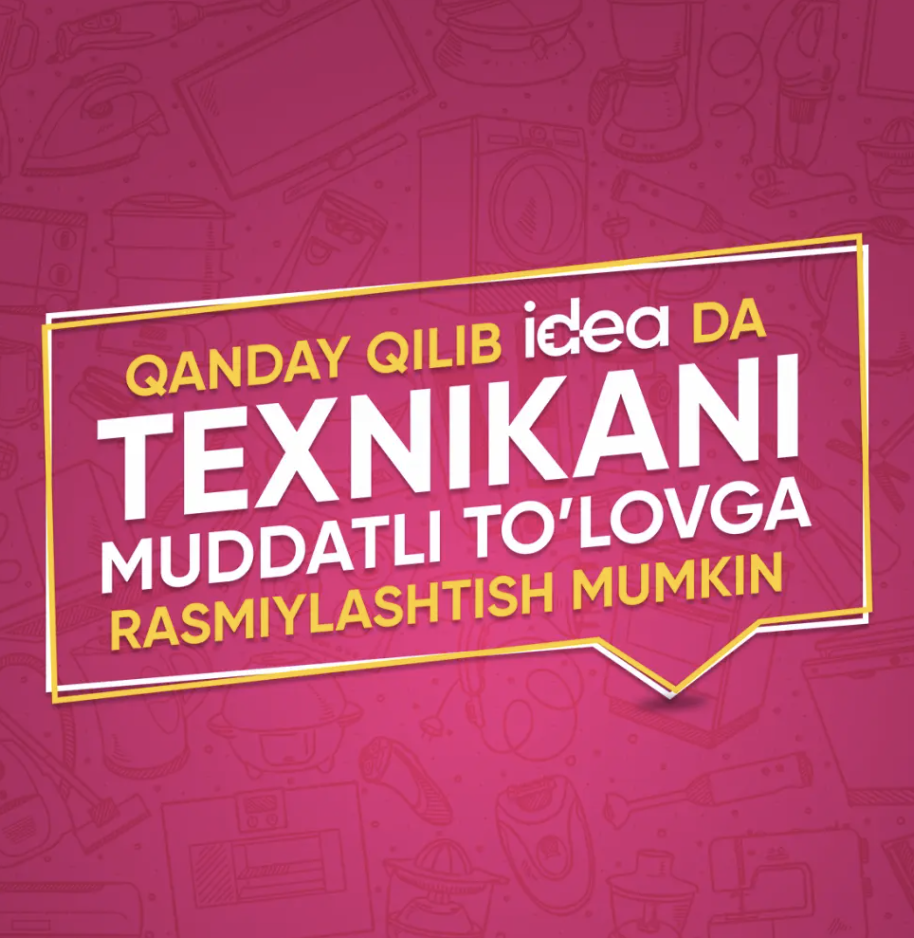 QANDAY QILIB idea DA
TEXNIKANI
MUDDATLI TO'LOVGA
RASMIYLASHTISH MUMKIN